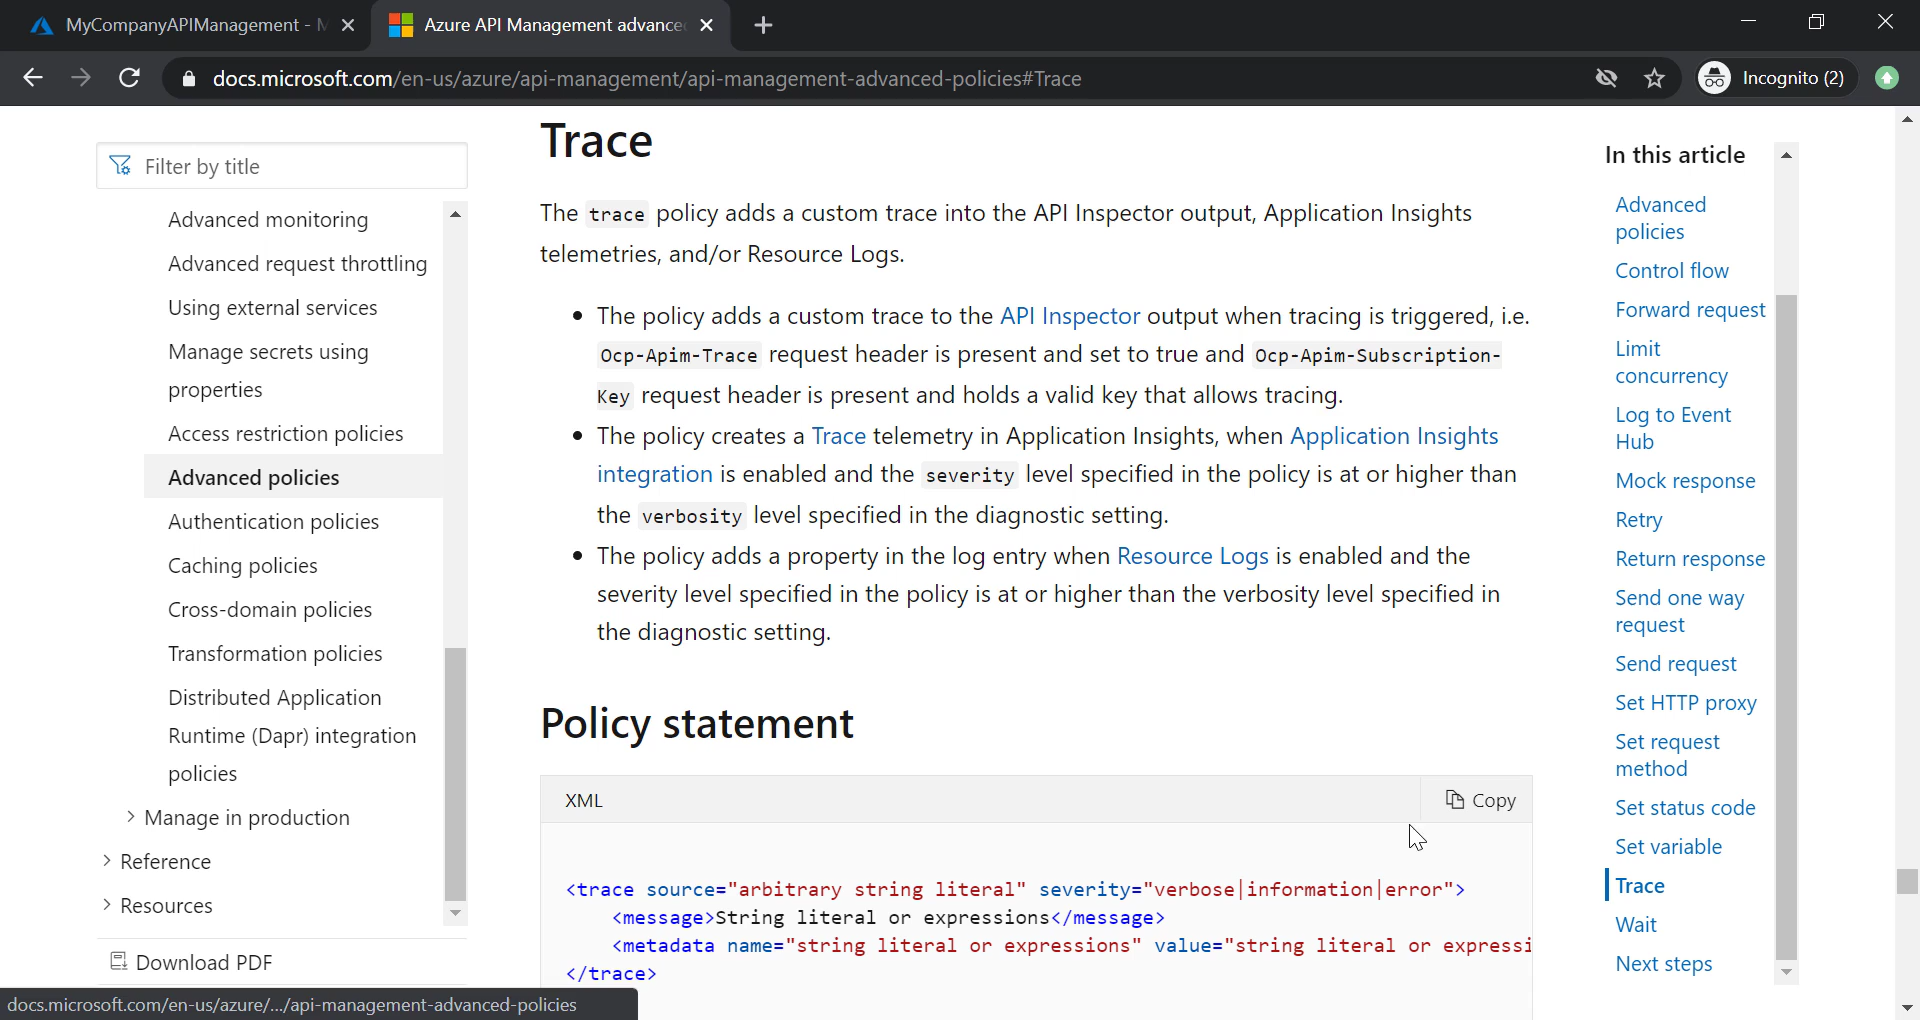 MyCompanyAPIManagement -
Azure API Management advance
docs.microsoft.com/en-us/azure/api-management/api-management-advanced-policies#Trace
Incognito (2)
Filter by title
Advanced monitoring
Advanced request throttling
Using external services
Manage secrets using
properties
Access restriction policies
Advanced policies
Authentication policies
Caching policies
Cross-domain policies
Transformation policies
Distributed Application
Runtime (Dapr) integration
policies
Manage in production
Reference
Resources
Download PDF
docs.microsoft.com/en-us/azure/.../api-management-advanced-policies
Trace
The trace policy adds a custom trace into the API Inspector output, Application Insights
telemetries, and/or Resource Logs.
• The policy adds a custom trace to the API Inspector output when tracing is triggered, i.e.
Ocp-Apim-Trace request header is present and set to true and Ocp-Apim-Subscription-
Key request header is present and holds a valid key that allows tracing.
• The policy creates a Trace telemetry in Application Insights, when Application Insights
integration is enabled and the severity level specified in the policy is at or higher than
the verbosity level specified in the diagnostic setting.
• The policy adds a property in the log entry when Resource Logs is enabled and the
severity level specified in the policy is at or higher than the verbosity level specified in
the diagnostic setting.
Policy statement
XML
Copy
<trace source="arbitrary string literal" severity="verbose|information|error">
<message>String literal or expressions</message>
<metadata name="string literal or expressions" value="string literal or expressi
</trace>
In this article
Advanced
policies
Control flow
Forward request
Limit
concurrency
Log to Event
Hub
Mock response
Retry
Return response
Send one way
request
Send request
Set HTTP proxy
Set request
method
Set status code
Set variable
Trace
Wait
Next steps